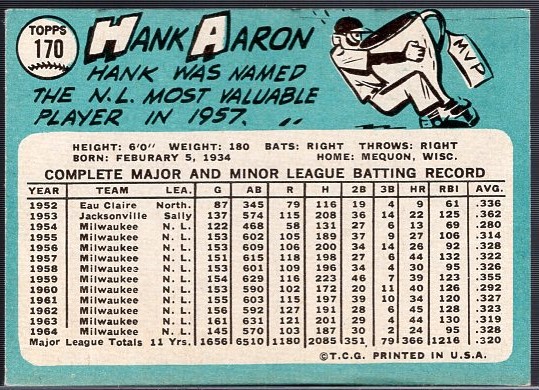 TOPPS
170
HANK AARON
HANK WAS NAMED
THE N.L. MOST VALUABLE
PLAYER IN 1957. ..
MVP
HEIGHT: 6'0" WEIGHT: 180 BATS: RIGHT THROWS: RIGHT
BORN: FEBURARY 5, 1934 HOME: MEQUON, WISC.
COMPLETE MAJOR AND MINOR LEAGUE BATTING RECORD
YEAR TEAM LEA. G AB R H 2B 3B HR RBI AVG.
1952 Eau Claire North. 87 345 79 116 19 4 9 61 .336
1953 Jacksonville Sally 137 574 115 208 36 14 22 125 .362
1954 Milwaukee N. L. 122 468 58 131 27 6 13 69 .280
1955 Milwaukee N. L. 153 602 105 189 37 9 27 106 .314
1956 Milwaukee N. L. 153 609 106 200 34 14 26 92 .328
1957 Milwaukee N. L. 151 615 118 198 27 6 44 132 .322
1958 Milwaukee N. L. 153 601 109 196 34 4 30 95 .326
1959 Milwaukee N. L. 154 629 116 223 46 7 39 123 .355
1960 Milwaukee N. L. 153 590 102 172 20 11 40 126 .292
1961 Milwaukee N. L. 155 603 115 197 39 10 34 120 .327
1962 Milwaukee N. L. 156 592 127 191 28 6 45 128 .323
1963 Milwaukee N. L. 161 631 121 201 29 4 44 130 .319
1964 Milwaukee N. L. 145 570 103 187 30 2 24 95 .328
Major League Totals 11 Yrs. 1656 6510 1180 2085 351 79 366 1216 .320
©T.C.G. PRINTED IN U.S.A.